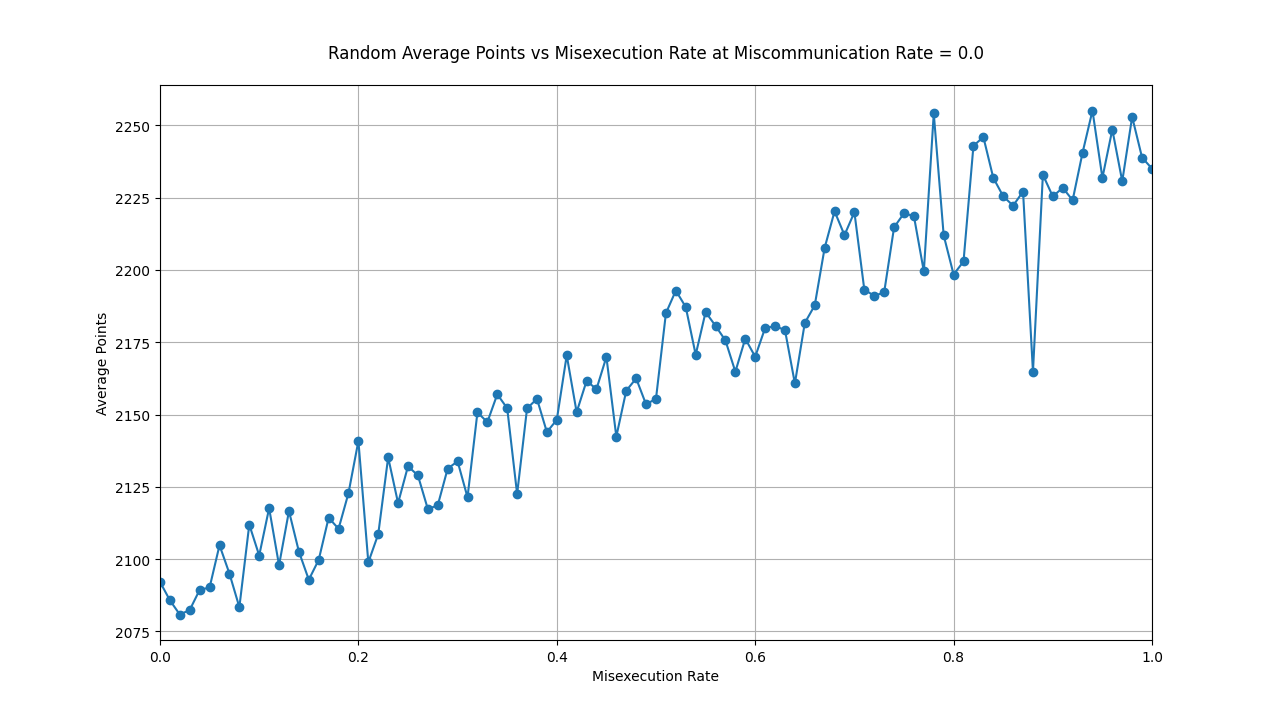 Random Average Points vs Misexecution Rate at Miscommunication Rate = 0.0
2250
2225
2200
2175
2150
2125
2100
2075
Average Points
0.0 0.2 0.4 0.6 0.8 1.0
Misexecution Rate